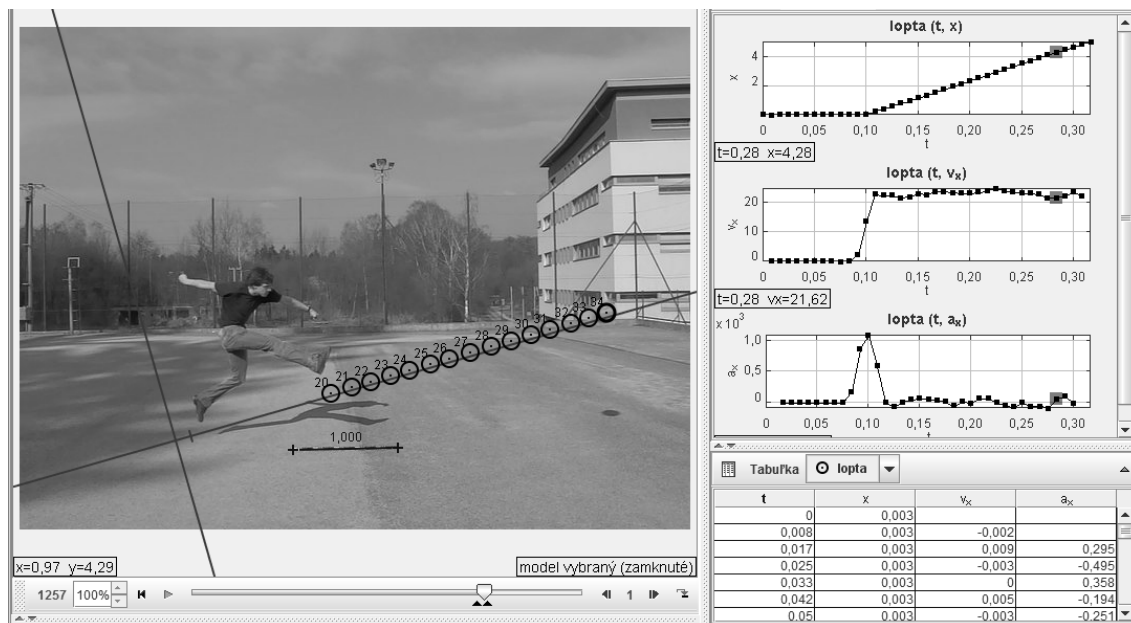 20 21 22 23 24 25 26 27 28 29 30 31 32 33 34
1,000
x=0,97 y=4,29
model vybraný (zamknuté)
1257 100% 1
lopta (t, x)
4
2
x
0 0,05 0,10 0,15 0,20 0,25 0,30
t
t=0,28 x=4,28
lopta (t, vx)
20
10
0
vx
0 0,05 0,10 0,15 0,20 0,25 0,30
t
t=0,28 vx=21,62
x 10³
lopta (t, ax)
1,0
0,5
0
ax
0 0,05 0,10 0,15 0,20 0,25 0,30
t
Tabuľka lopta
t x vx ax
0 0,003
0,008 0,003 -0,002
0,017 0,003 0,009 0,295
0,025 0,003 -0,003 -0,495
0,033 0,003 0 0,358
0,042 0,003 0,005 -0,194
0,05 0,003 -0,003 -0,251